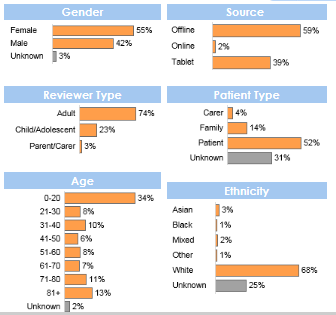 Gender
Female 55%
Male 42%
Unknown 3%
Source
Offline 59%
Online 2%
Tablet 39%
Reviewer Type
Adult 74%
Child/Adolescent 23%
Parent/Carer 3%
Patient Type
Carer 4%
Family 14%
Patient 52%
Unknown 31%
Age
0-20 34%
21-30 8%
31-40 10%
41-50 6%
51-60 8%
61-70 7%
71-80 11%
81+ 13%
Unknown 2%
Ethnicity
Asian 3%
Black 1%
Mixed 2%
Other 1%
White 68%
Unknown 25%